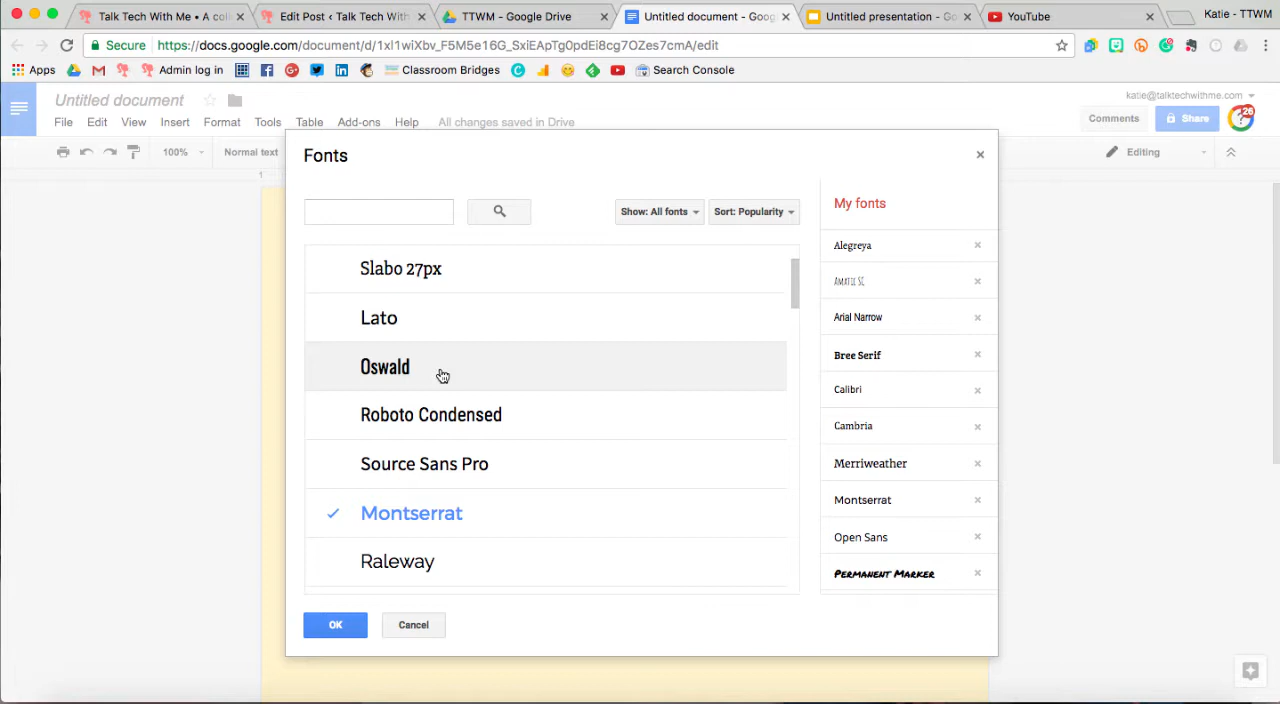 Talk Tech With Me • A coll
Edit Post ‹ Talk Tech With
TTWM - Google Drive
Untitled document - Goog
Untitled presentation - Go
YouTube
Katie - TTWM
Secure
https://docs.google.com/document/d/1xl1wiXbv_F5M5e16G_SxiEApTg0pdEi8cg7OZes7cmA/edit
Apps
Admin log in
Classroom Bridges
Search Console
Untitled document
katie@talktechwithme.com
File Edit View Insert Format Tools Table Add-ons Help All changes saved in Drive
Comments
Share
26
100%
Normal text
Editing
1
Fonts
Show: All fonts
Sort: Popularity
My fonts
Slabo 27px
Lato
Oswald
Roboto Condensed
Source Sans Pro
Montserrat
Raleway
Alegreya
Amatic SC
Arial Narrow
Bree Serif
Calibri
Cambria
Merriweather
Montserrat
Open Sans
Permanent Marker
OK
Cancel